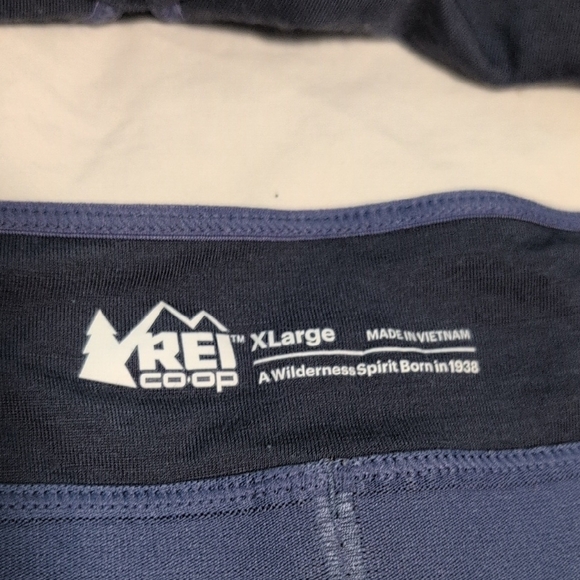 REI™ XLarge MADE IN VIETNAM
CO·OP A Wilderness Spirit Born in 1938